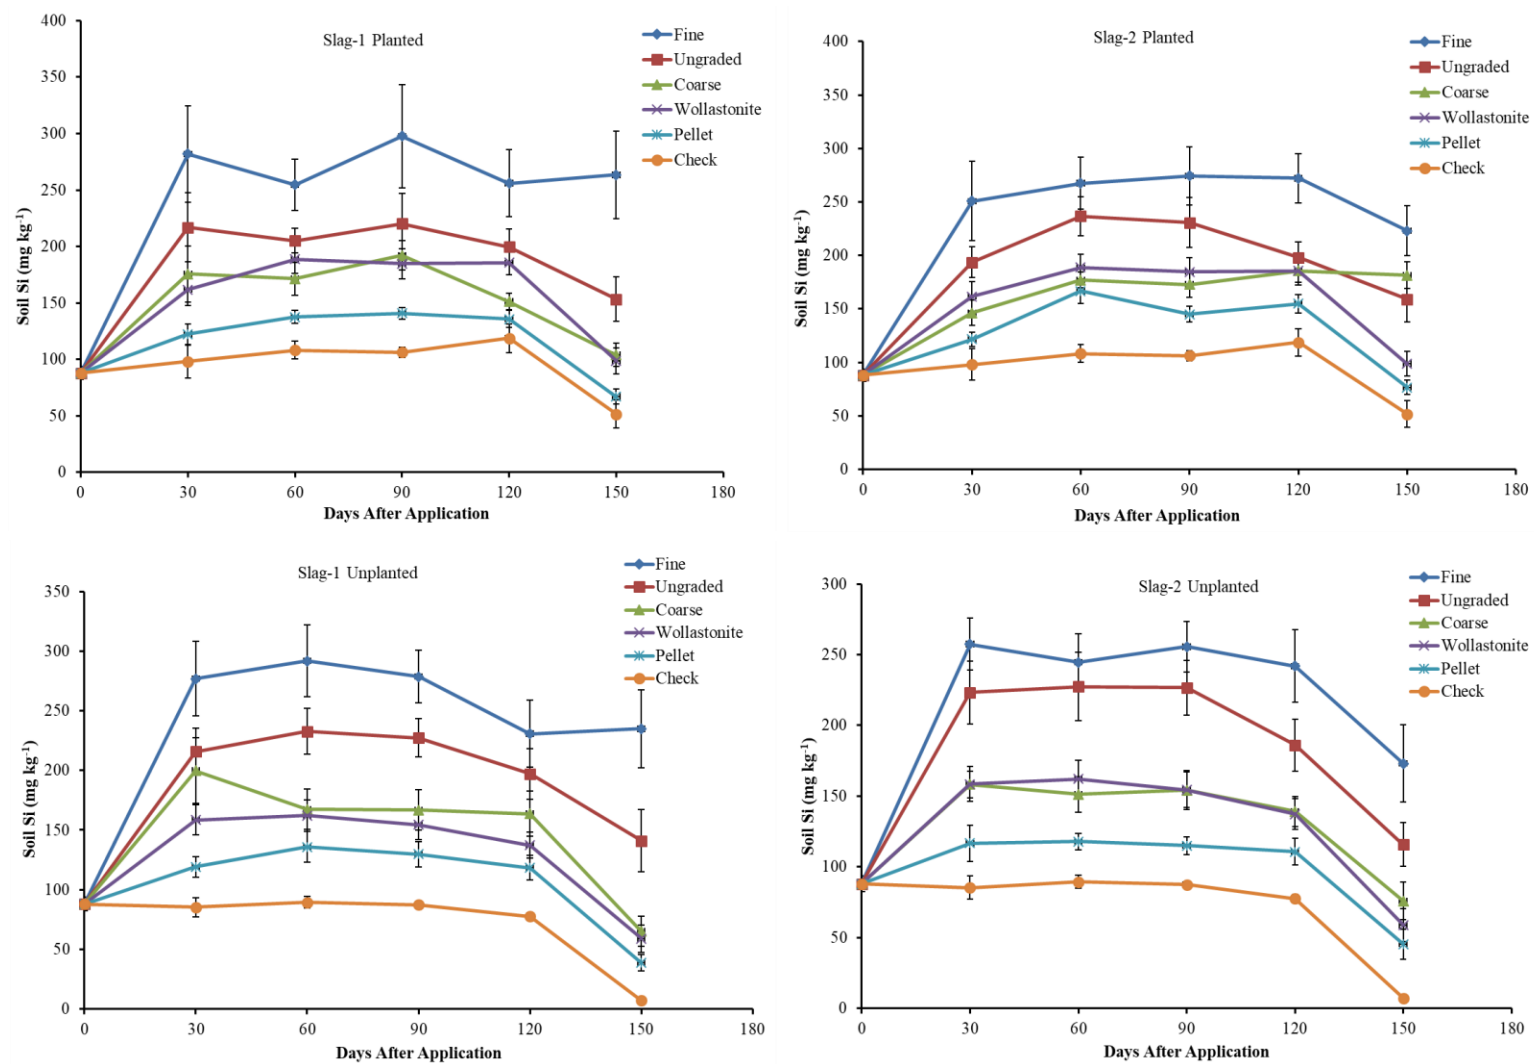 Slag-1 Planted
Fine
Ungraded
Coarse
Wollastonite
Pellet
Check
400
350
300
250
200
150
100
50
0
Soil Si (mg kg⁻¹)
0 30 60 90 120 150 180
Days After Application
Slag-2 Planted
Fine
Ungraded
Coarse
Wollastonite
Pellet
Check
400
350
300
250
200
150
100
50
0
Soil Si (mg kg⁻¹)
0 30 60 90 120 150 180
Days After Application
Slag-1 Unplanted
Fine
Ungraded
Coarse
Wollastonite
Pellet
Check
350
300
250
200
150
100
50
0
Soil Si (mg kg⁻¹)
0 30 60 90 120 150 180
Days After Application
Slag-2 Unplanted
Fine
Ungraded
Coarse
Wollastonite
Pellet
Check
300
250
200
150
100
50
0
Soil Si (mg kg⁻¹)
0 30 60 90 120 150 180
Days After Application